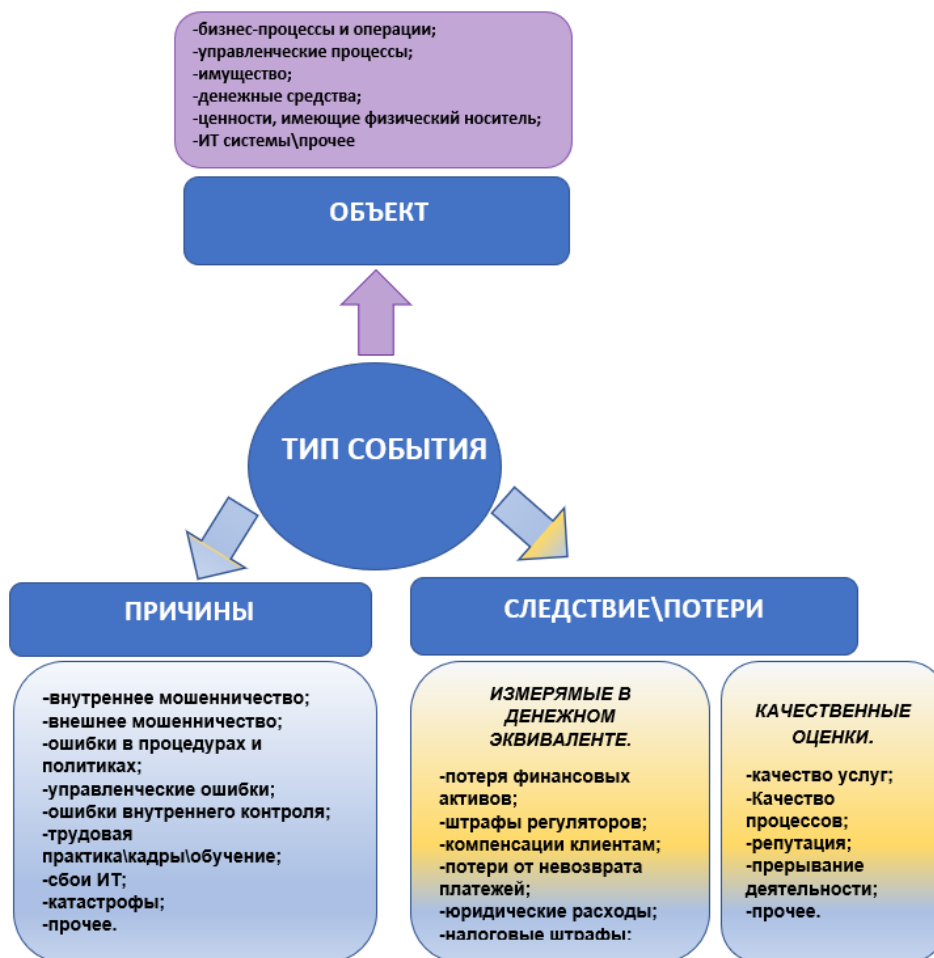 -бизнес-процессы и операции;
-управленческие процессы;
-имущество;
-денежные средства;
-ценности, имеющие физический носитель;
-ИТ системы\прочее
ОБЪЕКТ
ТИП СОБЫТИЯ
ПРИЧИНЫ
-внутреннее мошенничество;
-внешнее мошенничество;
-ошибки в процедурах и
политиках;
-управленческие ошибки;
-ошибки внутреннего контроля;
-трудовая
практика\кадры\обучение;
-сбои ИТ;
-катастрофы;
-прочее.
СЛЕДСТВИЕ\ПОТЕРИ
ИЗМЕРЯМЫЕ В
ДЕНЕЖНОМ
ЭКВИВАЛЕНТЕ.
-потеря финансовых
активов;
-штрафы регуляторов;
-компенсации клиентам;
-потери от невозврата
платежей;
-юридические расходы;
-налоговые штрафы;
КАЧЕСТВЕННЫЕ
ОЦЕНКИ.
-качество услуг;
-Качество
процессов;
-репутация;
-прерывание
деятельности;
-прочее.